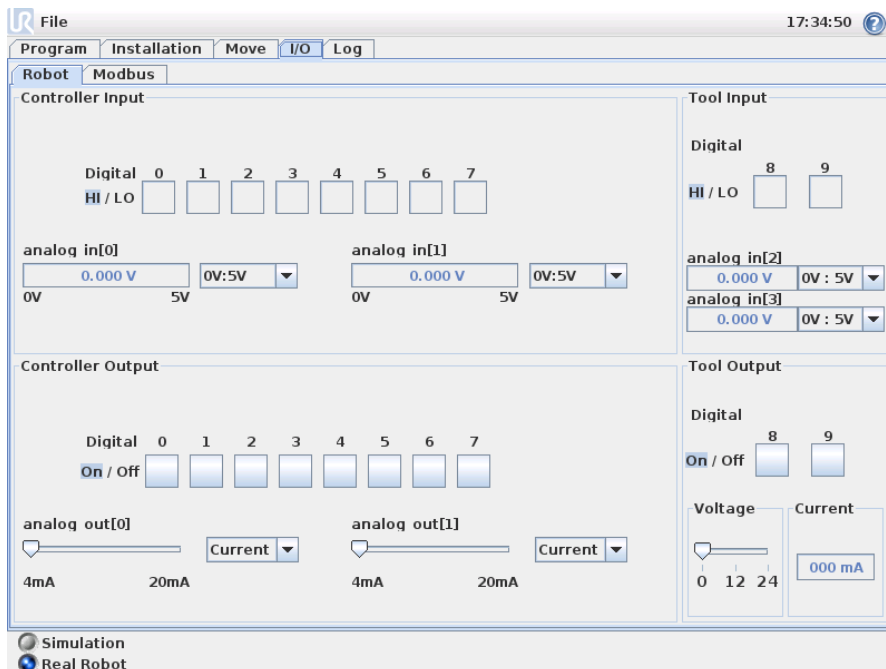 UR File 17:34:50 ?
Program Installation Move I/O Log
Robot Modbus
Controller Input
Digital 0 1 2 3 4 5 6 7
HI / LO
analog in[0]
0.000 V 0V:5V
0V 5V
analog in[1]
0.000 V 0V:5V
0V 5V
Tool Input
Digital
8 9
HI / LO
analog in[2]
0.000 V 0V : 5V
analog in[3]
0.000 V 0V : 5V
Controller Output
Digital 0 1 2 3 4 5 6 7
On / Off
analog out[0]
Current
4mA 20mA
analog out[1]
Current
4mA 20mA
Tool Output
Digital
8 9
On / Off
Voltage
0 12 24
Current
000 mA
Simulation
Real Robot